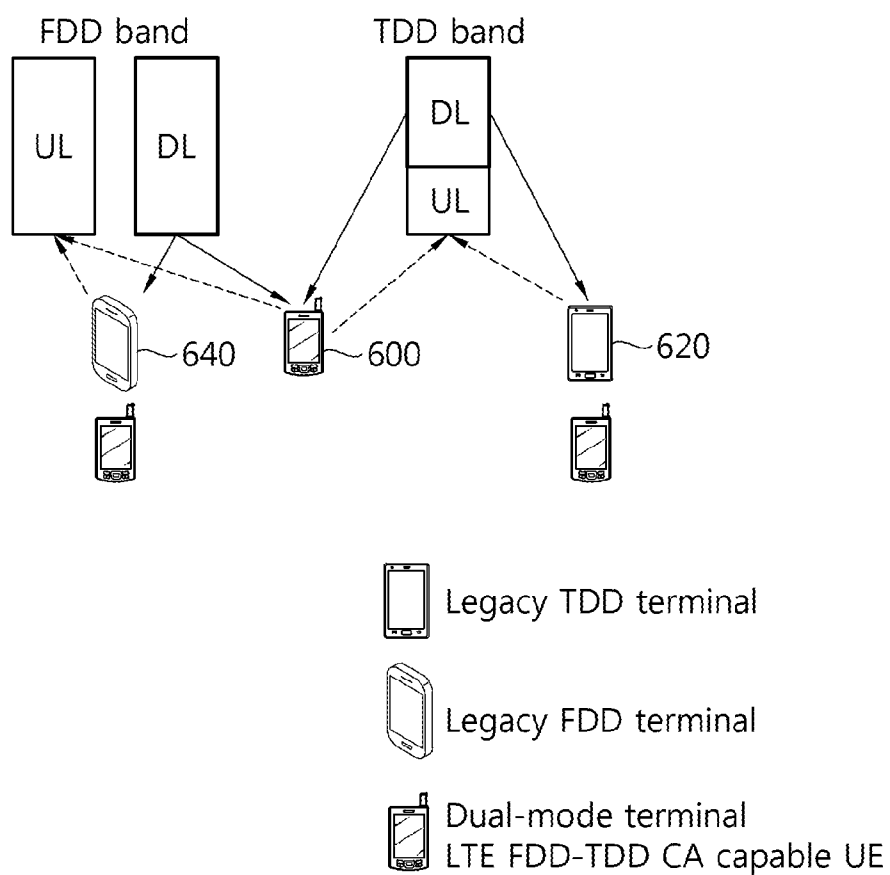 FDD band
TDD band
UL
DL
DL
UL
640
600
620
Legacy TDD terminal
Legacy FDD terminal
Dual-mode terminal
LTE FDD-TDD CA capable UE